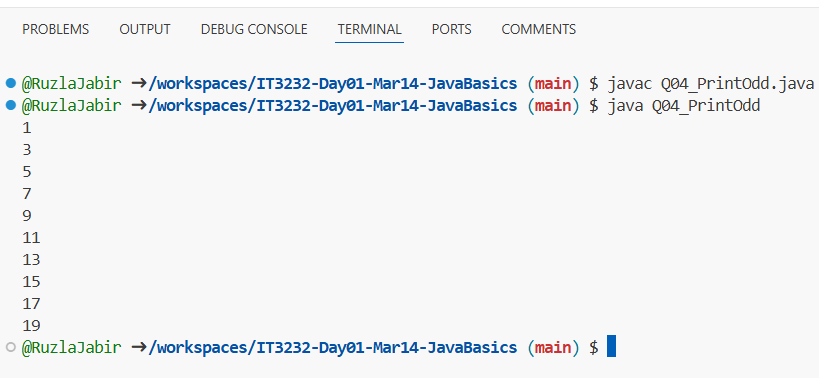 PROBLEMS OUTPUT DEBUG CONSOLE TERMINAL PORTS COMMENTS
@RuzlaJabir →/workspaces/IT3232-Day01-Mar14-JavaBasics (main) $ javac Q04_PrintOdd.java
@RuzlaJabir →/workspaces/IT3232-Day01-Mar14-JavaBasics (main) $ java Q04_PrintOdd
1
3
5
7
9
11
13
15
17
19
@RuzlaJabir →/workspaces/IT3232-Day01-Mar14-JavaBasics (main) $